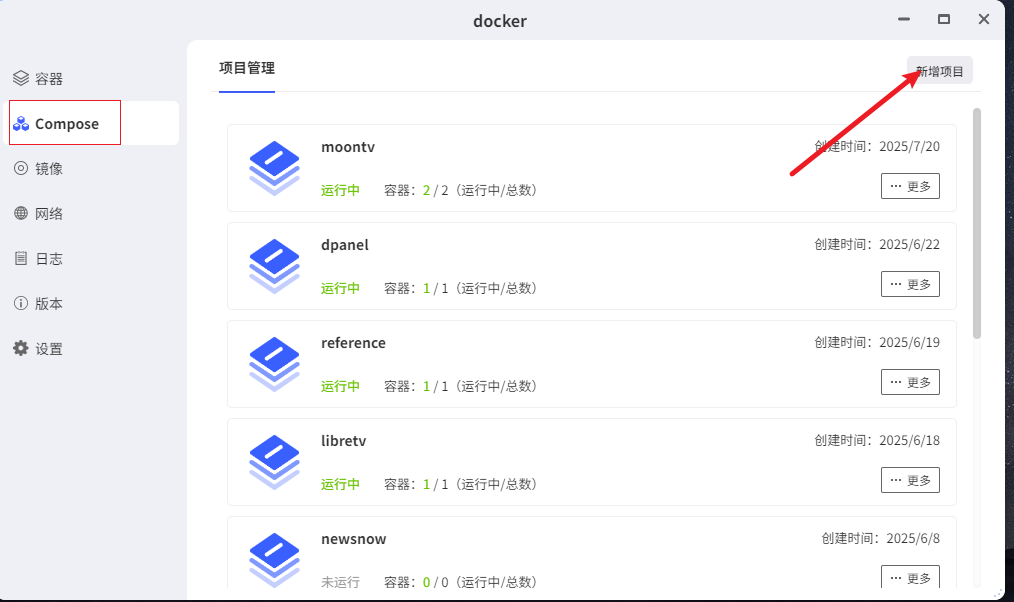 docker
容器
Compose
镜像
网络
日志
版本
设置
项目管理
新增项目
moontv
创建时间：2025/7/20
运行中 容器：2 / 2（运行中/总数）
··· 更多
dpanel
创建时间：2025/6/22
运行中 容器：1 / 1（运行中/总数）
··· 更多
reference
创建时间：2025/6/19
运行中 容器：1 / 1（运行中/总数）
··· 更多
libretv
创建时间：2025/6/18
运行中 容器：1 / 1（运行中/总数）
··· 更多
newsnow
创建时间：2025/6/8
未运行 容器：0 / 0（运行中/总数）
··· 更多